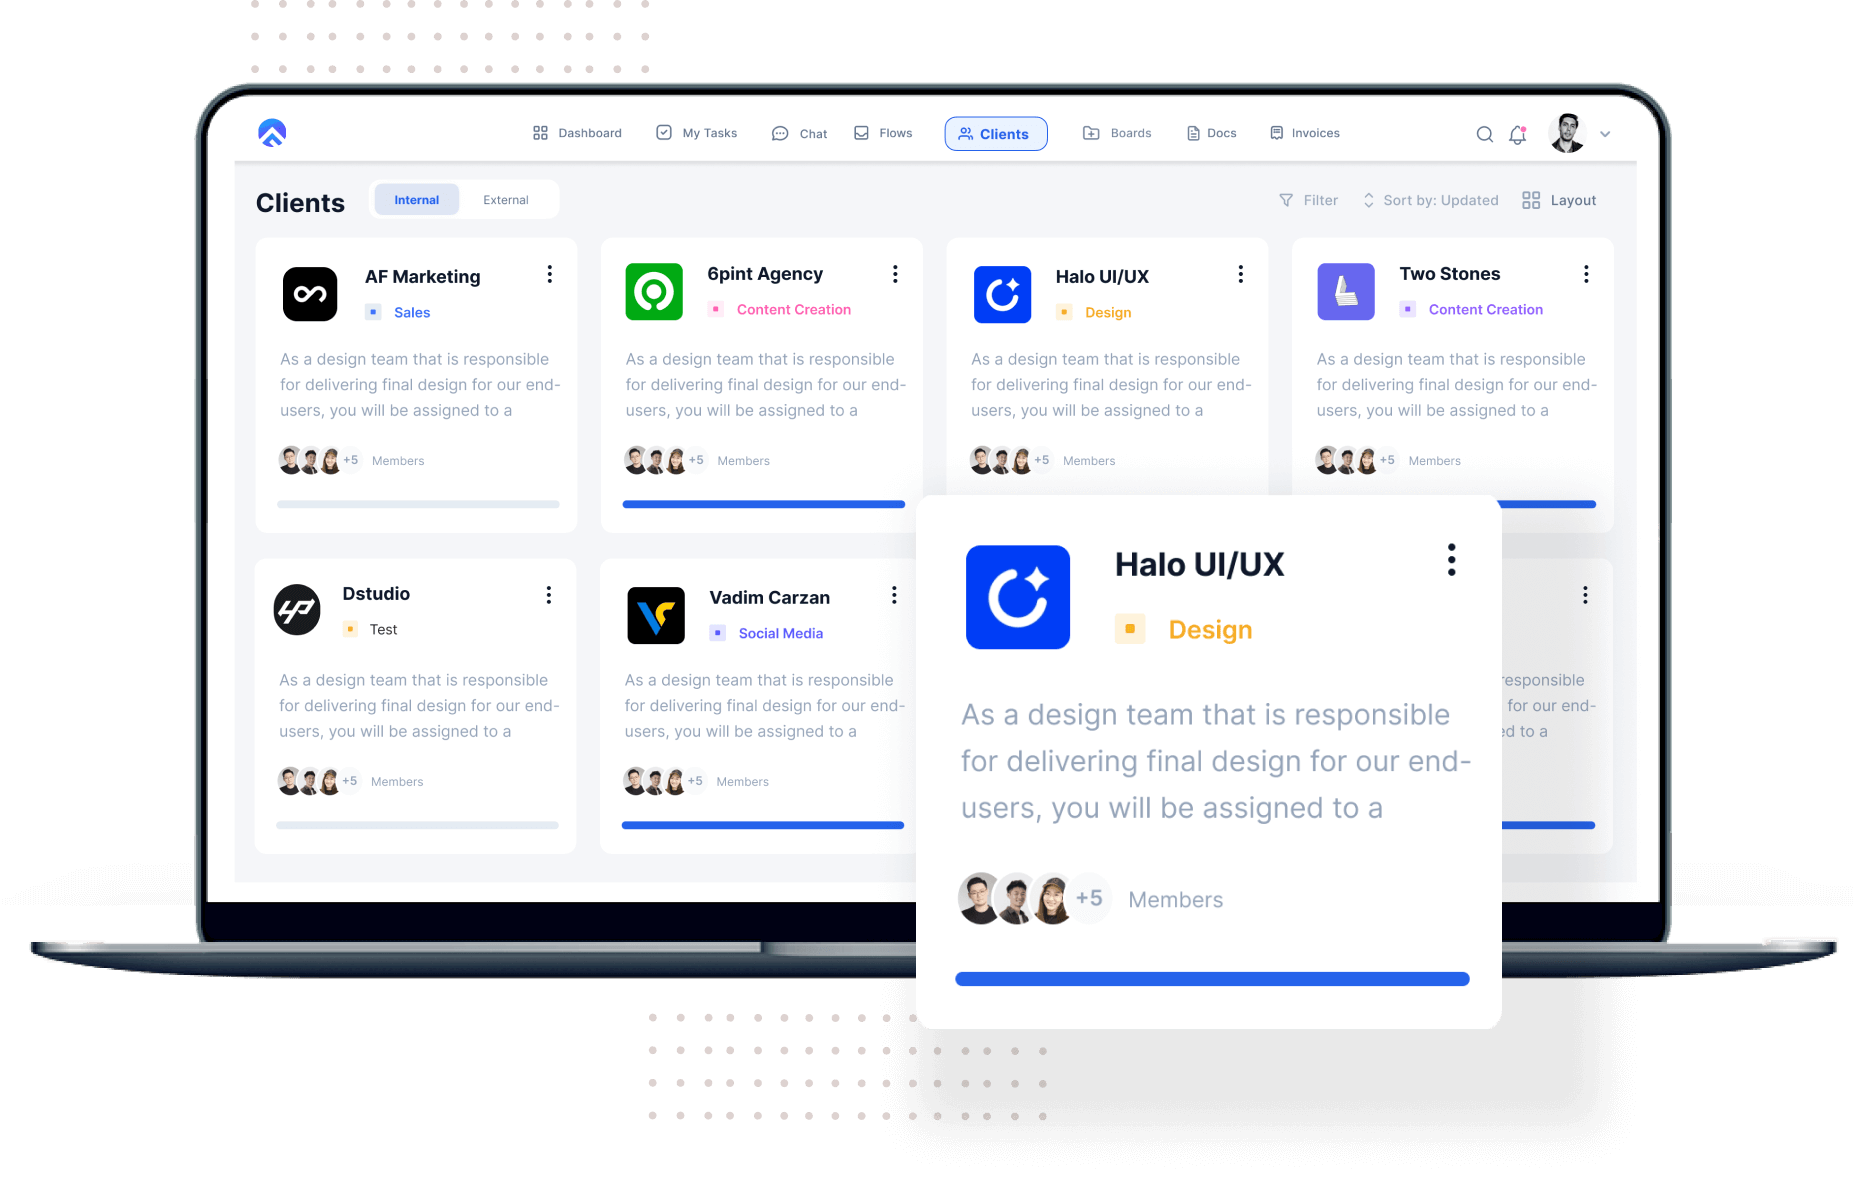 Dashboard
My Tasks
Chat
Flows
Clients
Boards
Docs
Invoices
Clients
Internal
External
Filter
Sort by: Updated
Layout
AF Marketing
Sales
As a design team that is responsible
for delivering final design for our end-
users, you will be assigned to a
+5
Members
6pint Agency
Content Creation
As a design team that is responsible
for delivering final design for our end-
users, you will be assigned to a
+5
Members
Halo UI/UX
Design
As a design team that is responsible
for delivering final design for our end-
users, you will be assigned to a
+5
Members
Two Stones
Content Creation
As a design team that is responsible
for delivering final design for our end-
users, you will be assigned to a
+5
Members
Dstudio
Test
As a design team that is responsible
for delivering final design for our end-
users, you will be assigned to a
+5
Members
Vadim Carzan
Social Media
As a design team that is responsible
for delivering final design for our end-
users, you will be assigned to a
+5
Members
Halo UI/UX
Design
As a design team that is responsible
for delivering final design for our end-
users, you will be assigned to a
+5
Members
for our end-
to a